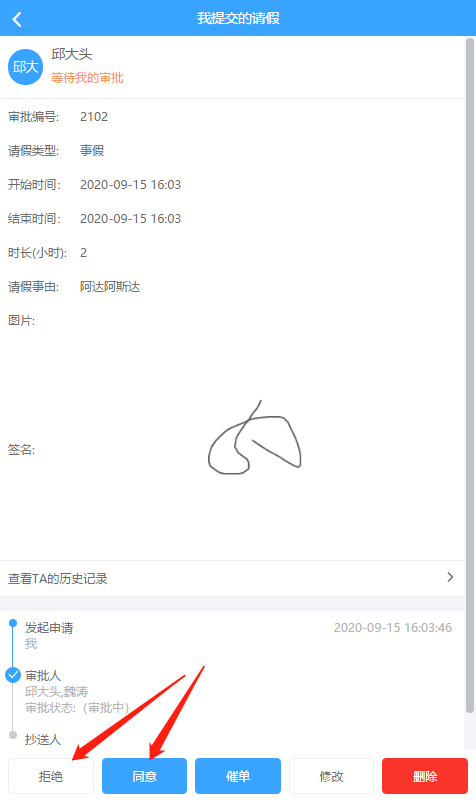 我提交的请假
邱大
邱大头
等待我的审批
审批编号: 2102
请假类型: 事假
开始时间: 2020-09-15 16:03
结束时间: 2020-09-15 16:03
时长(小时): 2
请假事由: 阿达阿斯达
图片:
签名:
查看TA的历史记录
发起申请 2020-09-15 16:03:46
我
审批人
邱大头,魏涛
审批状态:（审批中）
抄送人
拒绝 同意 催单 修改 删除